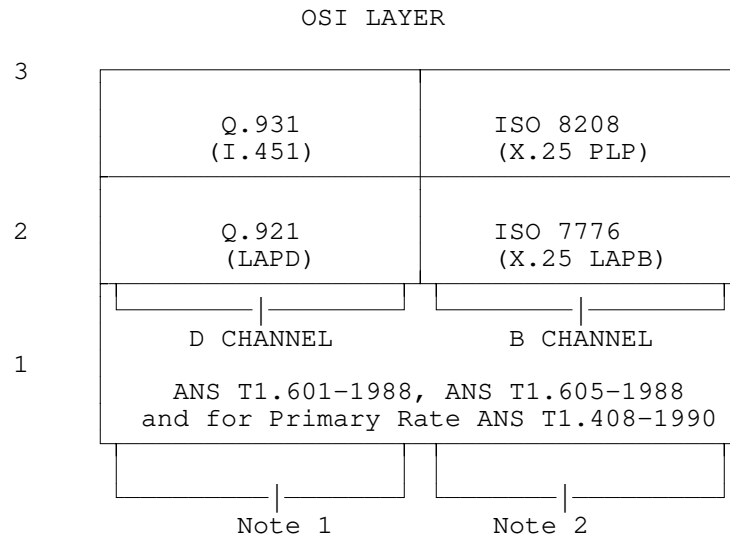 OSI LAYER
3
Q.931 ISO 8208
(I.451) (X.25 PLP)
2 Q.921 ISO 7776
(LAPD) (X.25 LAPB)
D CHANNEL B CHANNEL
1
ANS T1.601-1988, ANS T1.605-1988
and for Primary Rate ANS T1.408-1990
Note 1 Note 2